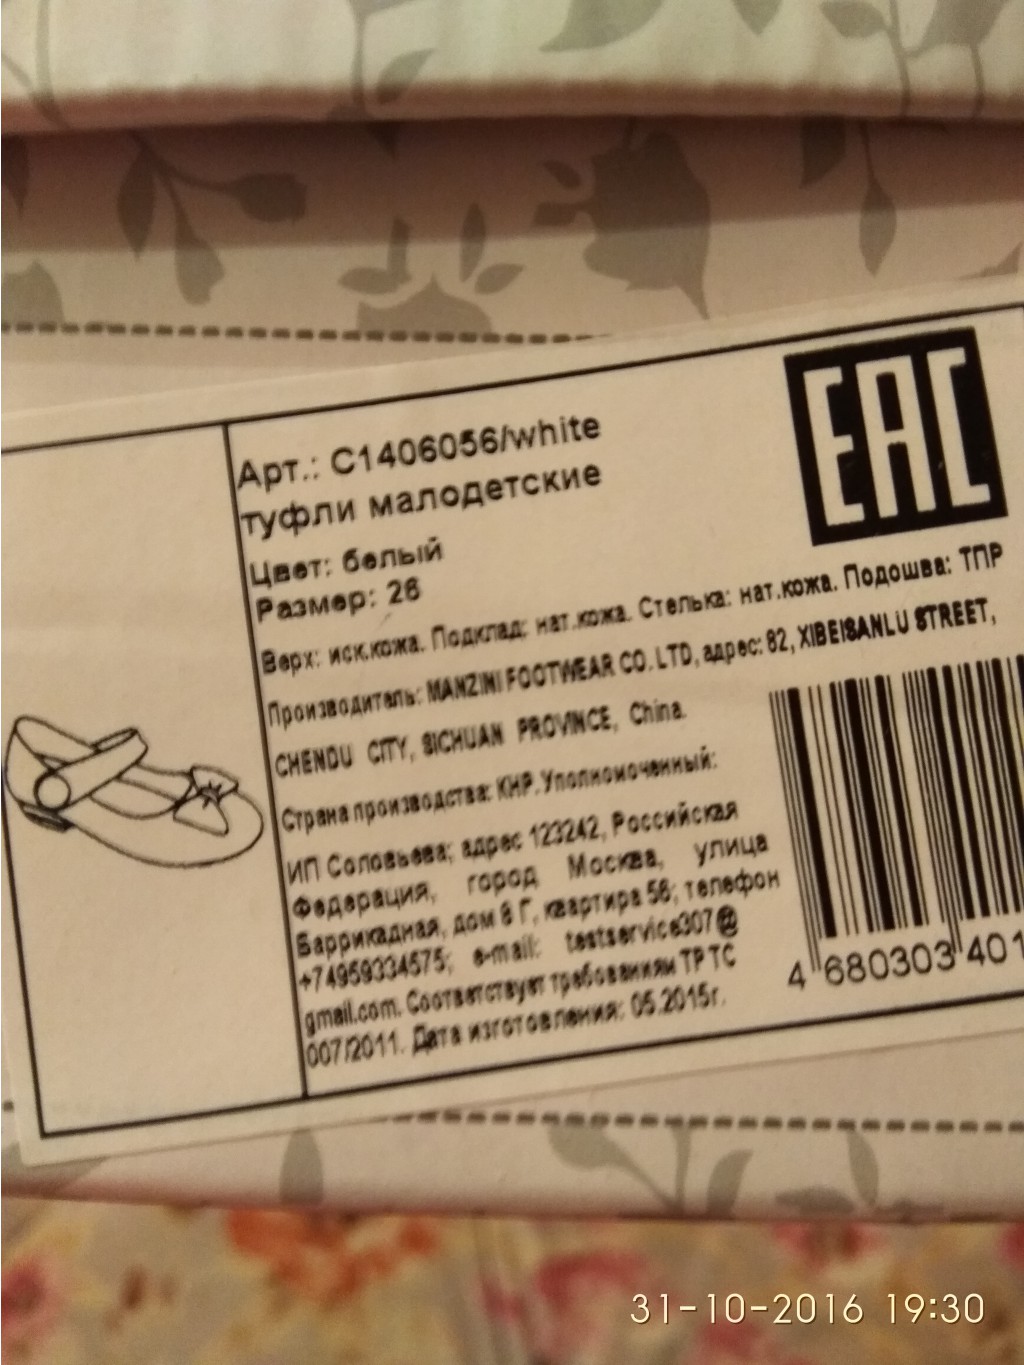 EAC
Арт.: C1406056/white
туфли малодетские
Цвет: белый
Размер: 26
Верх: иск.кожа. Подклад: нат.кожа. Стелька: нат.кожа. Подошва: ТПР
Производитель: MANZINI FOOTWEAR CO. LTD, адрес: 82, XIBEISANLU STREET,
CHENDU CITY, SICHUAN PROVINCE, China.
Страна производства: КНР. Уполномоченный:
ИП Соловьева; адрес 123242, Российская
Федерация, город Москва, улица
Баррикадная, дом 8 Г, квартира 56; телефон
+74959334575; e-mail: testservice307@
gmail.com. Соответствует требованиям ТР ТС
007/2011. Дата изготовления: 05.2015г.
4 680303 401
31-10-2016 19:30